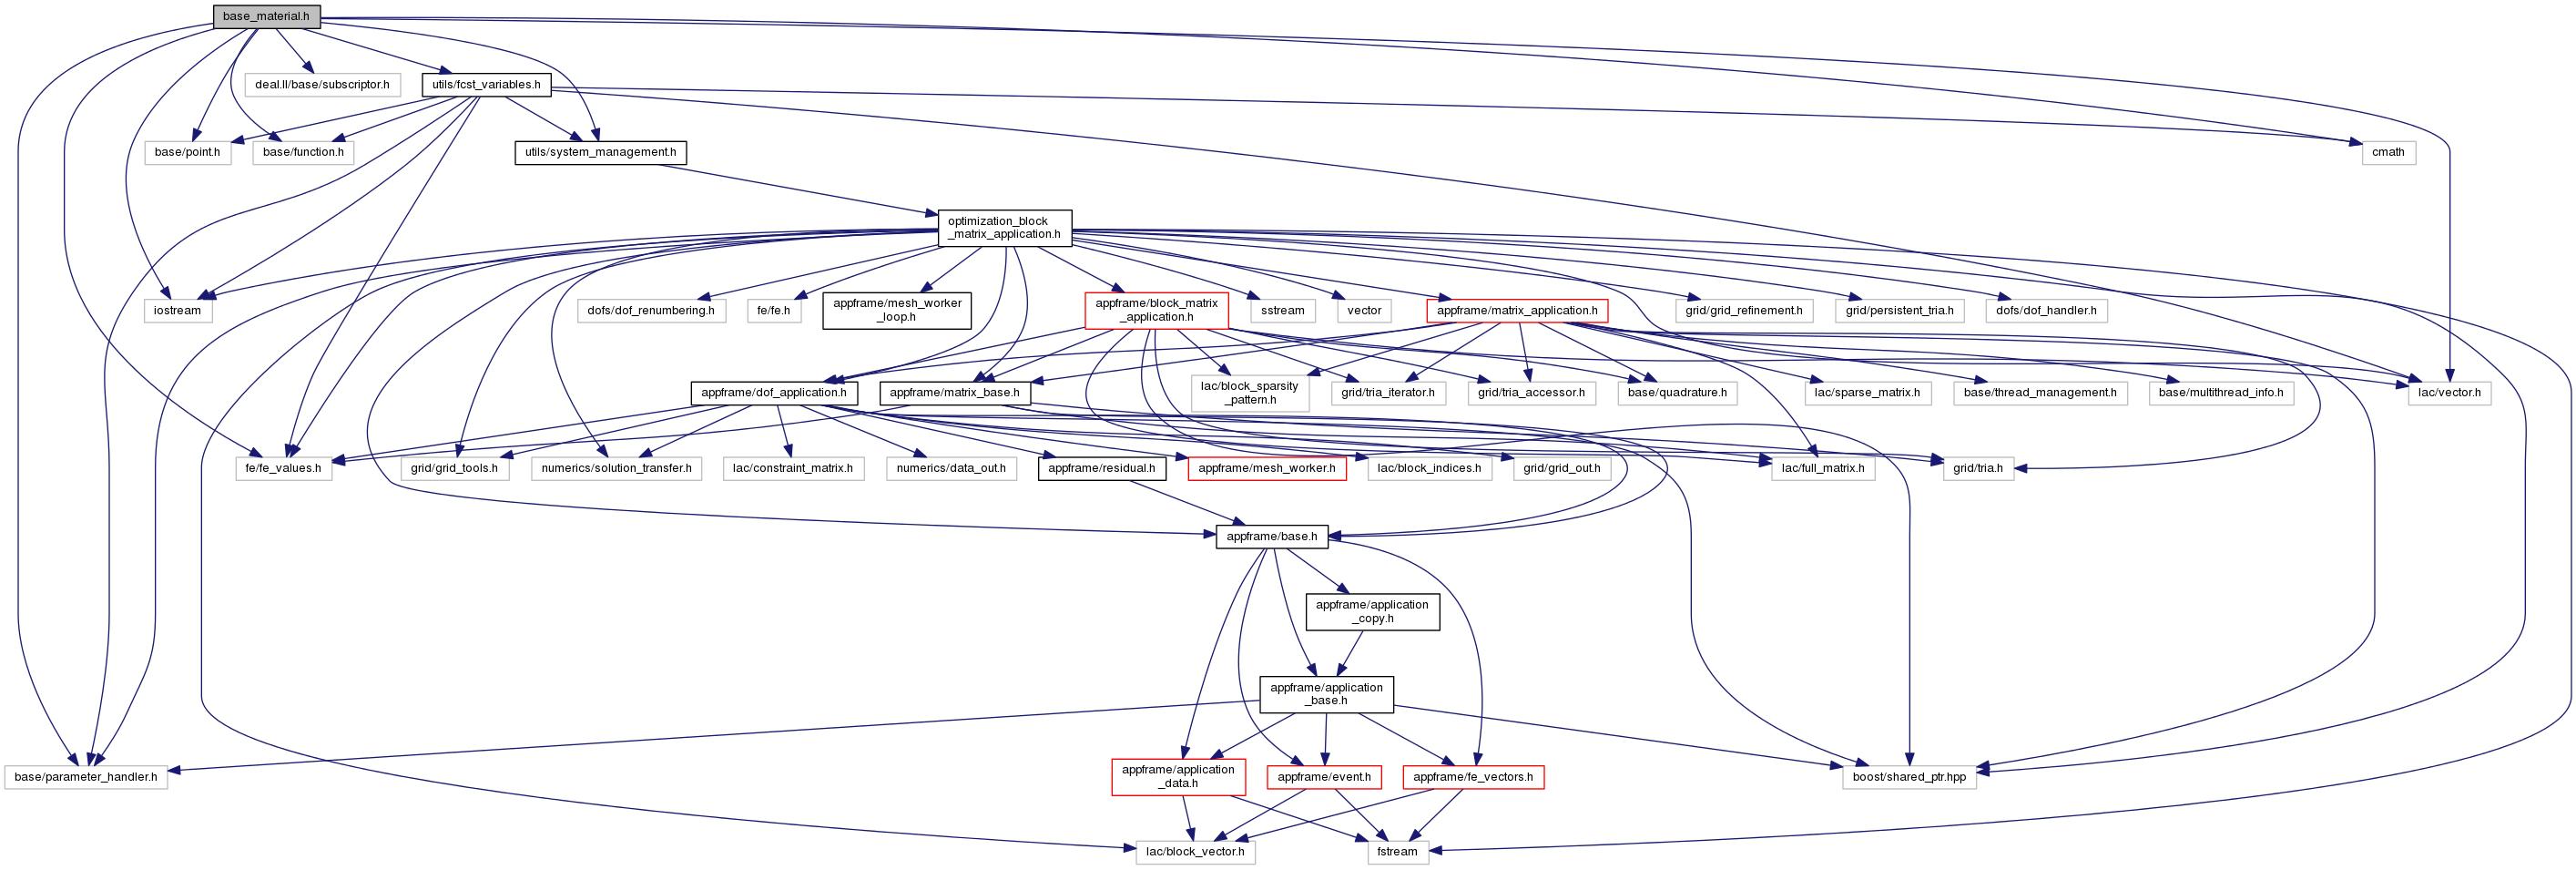 base_material.h
deal.II/base/subscriptor.h
utils/fcst_variables.h
base/point.h
base/function.h
utils/system_management.h
cmath
optimization_block
_matrix_application.h
iostream
dofs/dof_renumbering.h
fe/fe.h
appframe/mesh_worker
_loop.h
appframe/block_matrix
_application.h
sstream
vector
appframe/matrix_application.h
grid/grid_refinement.h
grid/persistent_tria.h
dofs/dof_handler.h
appframe/dof_application.h
appframe/matrix_base.h
lac/block_sparsity
_pattern.h
grid/tria_iterator.h
grid/tria_accessor.h
base/quadrature.h
lac/sparse_matrix.h
base/thread_management.h
base/multithread_info.h
lac/vector.h
fe/fe_values.h
grid/grid_tools.h
numerics/solution_transfer.h
lac/constraint_matrix.h
numerics/data_out.h
appframe/residual.h
appframe/mesh_worker.h
lac/block_indices.h
grid/grid_out.h
lac/full_matrix.h
grid/tria.h
appframe/base.h
appframe/application
_copy.h
appframe/application
_base.h
base/parameter_handler.h
appframe/application
_data.h
appframe/event.h
appframe/fe_vectors.h
boost/shared_ptr.hpp
lac/block_vector.h
fstream